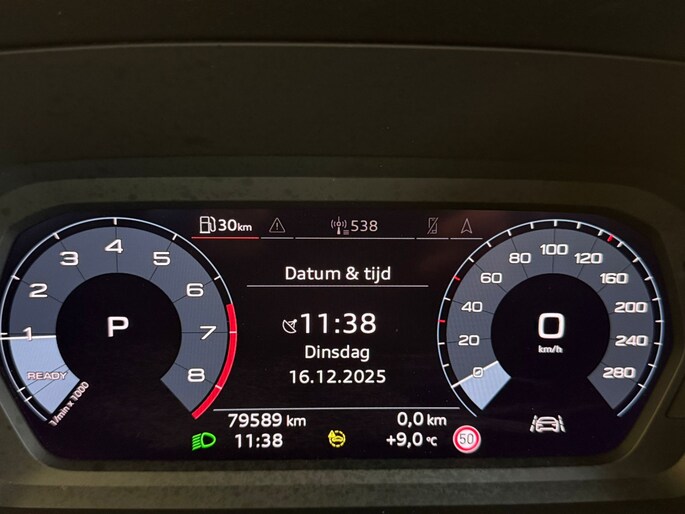 30 km
538
Datum & tijd
11:38
Dinsdag
16.12.2025
79589 km
0,0 km
11:38
+9,0 °C
50
P
1 2 3 4 5 6 7 8
READY
1/min x 1000
0 20 40 60 80 100 120 160 200 240 280
0
km/h